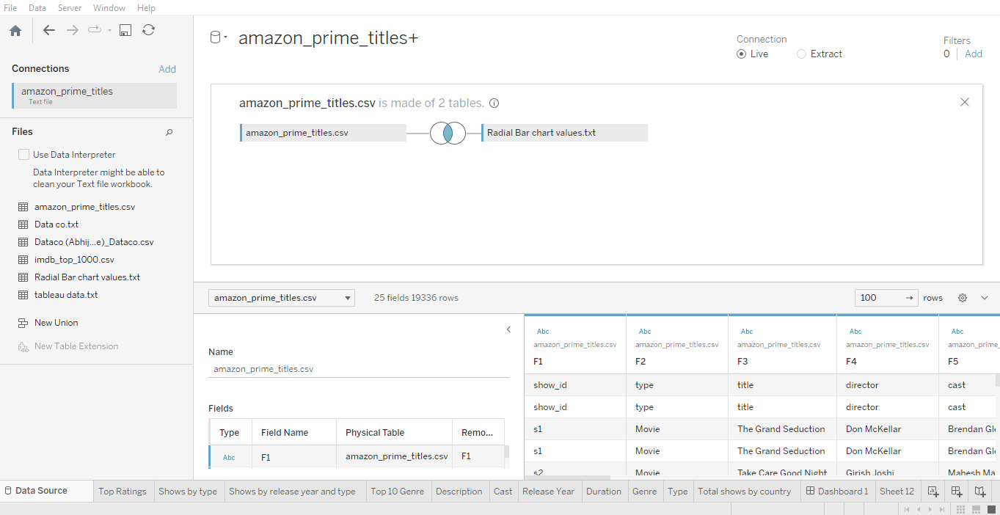 File Data Server Window Help
amazon_prime_titles+
Connection
Live Extract
Filters
0 Add
Connections Add
amazon_prime_titles
Text file
Files
Use Data Interpreter
Data Interpreter might be able to
clean your Text file workbook.
amazon_prime_titles.csv
Data co.txt
Dataco (Abhij...e)_Dataco.csv
imdb_top_1000.csv
Radial Bar chart values.txt
tableau data.txt
New Union
New Table Extension
amazon_prime_titles.csv is made of 2 tables.
amazon_prime_titles.csv Radial Bar chart values.txt
amazon_prime_titles.csv 25 fields 19336 rows 100 rows
Name
amazon_prime_titles.csv
Fields
Type Field Name Physical Table Remo...
Abc F1 amazon_prime_titles.csv F1
Abc Abc Abc Abc Abc
amazon_prime_titles.csv amazon_prime_titles.csv amazon_prime_titles.csv amazon_prime_titles.csv amazon_prime_
F1 F2 F3 F4 F5
show_id type title director cast
show_id type title director cast
s1 Movie The Grand Seduction Don McKellar Brendan Gle
s1 Movie The Grand Seduction Don McKellar Brendan Gle
s2 Movie Take Care Good Night Girish Joshi Mahesh Ma
Data Source Top Ratings Shows by type Shows by release year and type Top 10 Genre Description Cast Release Year Duration Genre Type Total shows by country Dashboard 1 Sheet 12